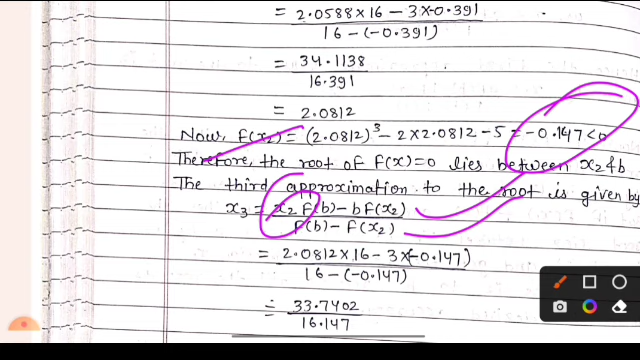 = 2.0588×16 - 3×-0.391
16-(-0.391)
= 34.1138
16.391
= 2.0812
Now, F(x₂) = (2.0812)³ - 2×2.0812 - 5 = -0.147 < 0
Therefore, the root of F(x)=0 lies between x₂ & b
The third approximation to the root is given by
x₃ = x₂ F(b) - b F(x₂)
F(b) - F(x₂)
= 2.0812×16 - 3×(-0.147)
16-(-0.147)
= 33.7402
16.147